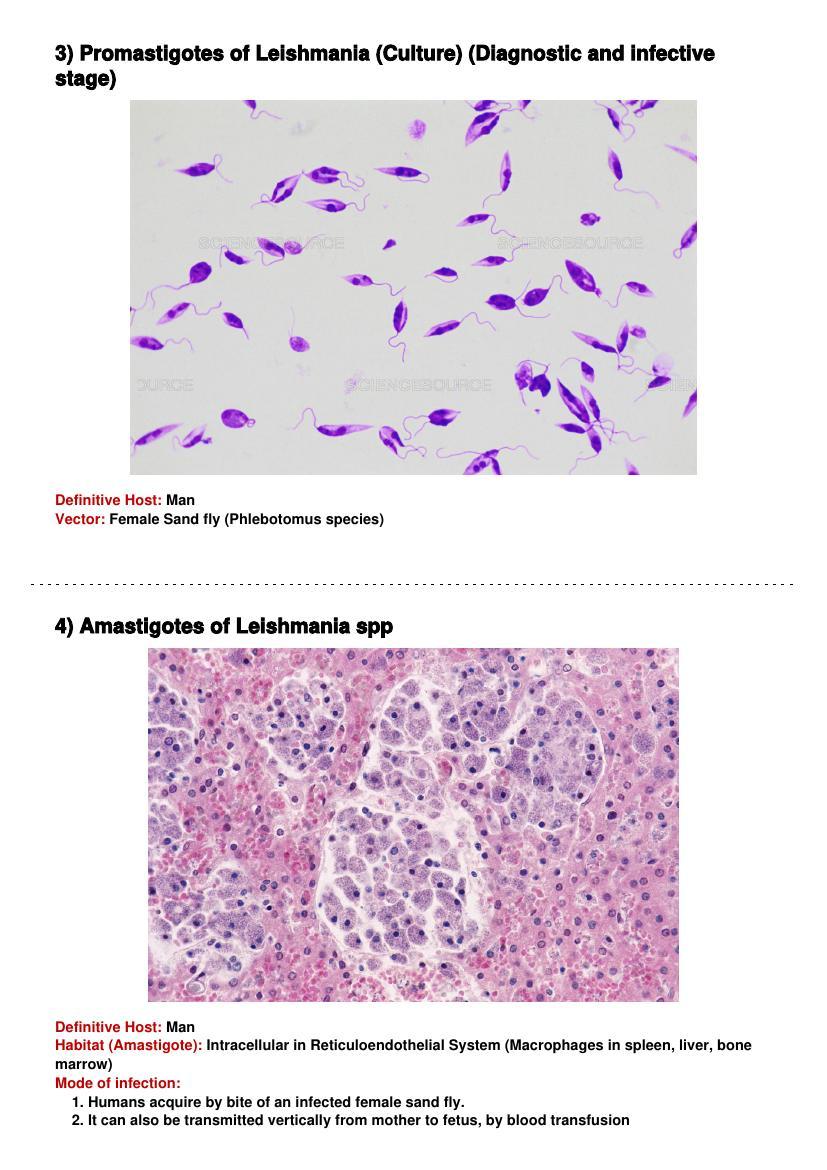 3) Promastigotes of Leishmania (Culture) (Diagnostic and infective
stage)
SCIENCESOURCE
SCIENCESOURCE
OURCE
SCIENCESOURCE
SCIEN
Definitive Host: Man
Vector: Female Sand fly (Phlebotomus species)
4) Amastigotes of Leishmania spp
Definitive Host: Man
Habitat (Amastigote): Intracellular in Reticuloendothelial System (Macrophages in spleen, liver, bone
marrow)
Mode of infection:
1. Humans acquire by bite of an infected female sand fly.
2. It can also be transmitted vertically from mother to fetus, by blood transfusion